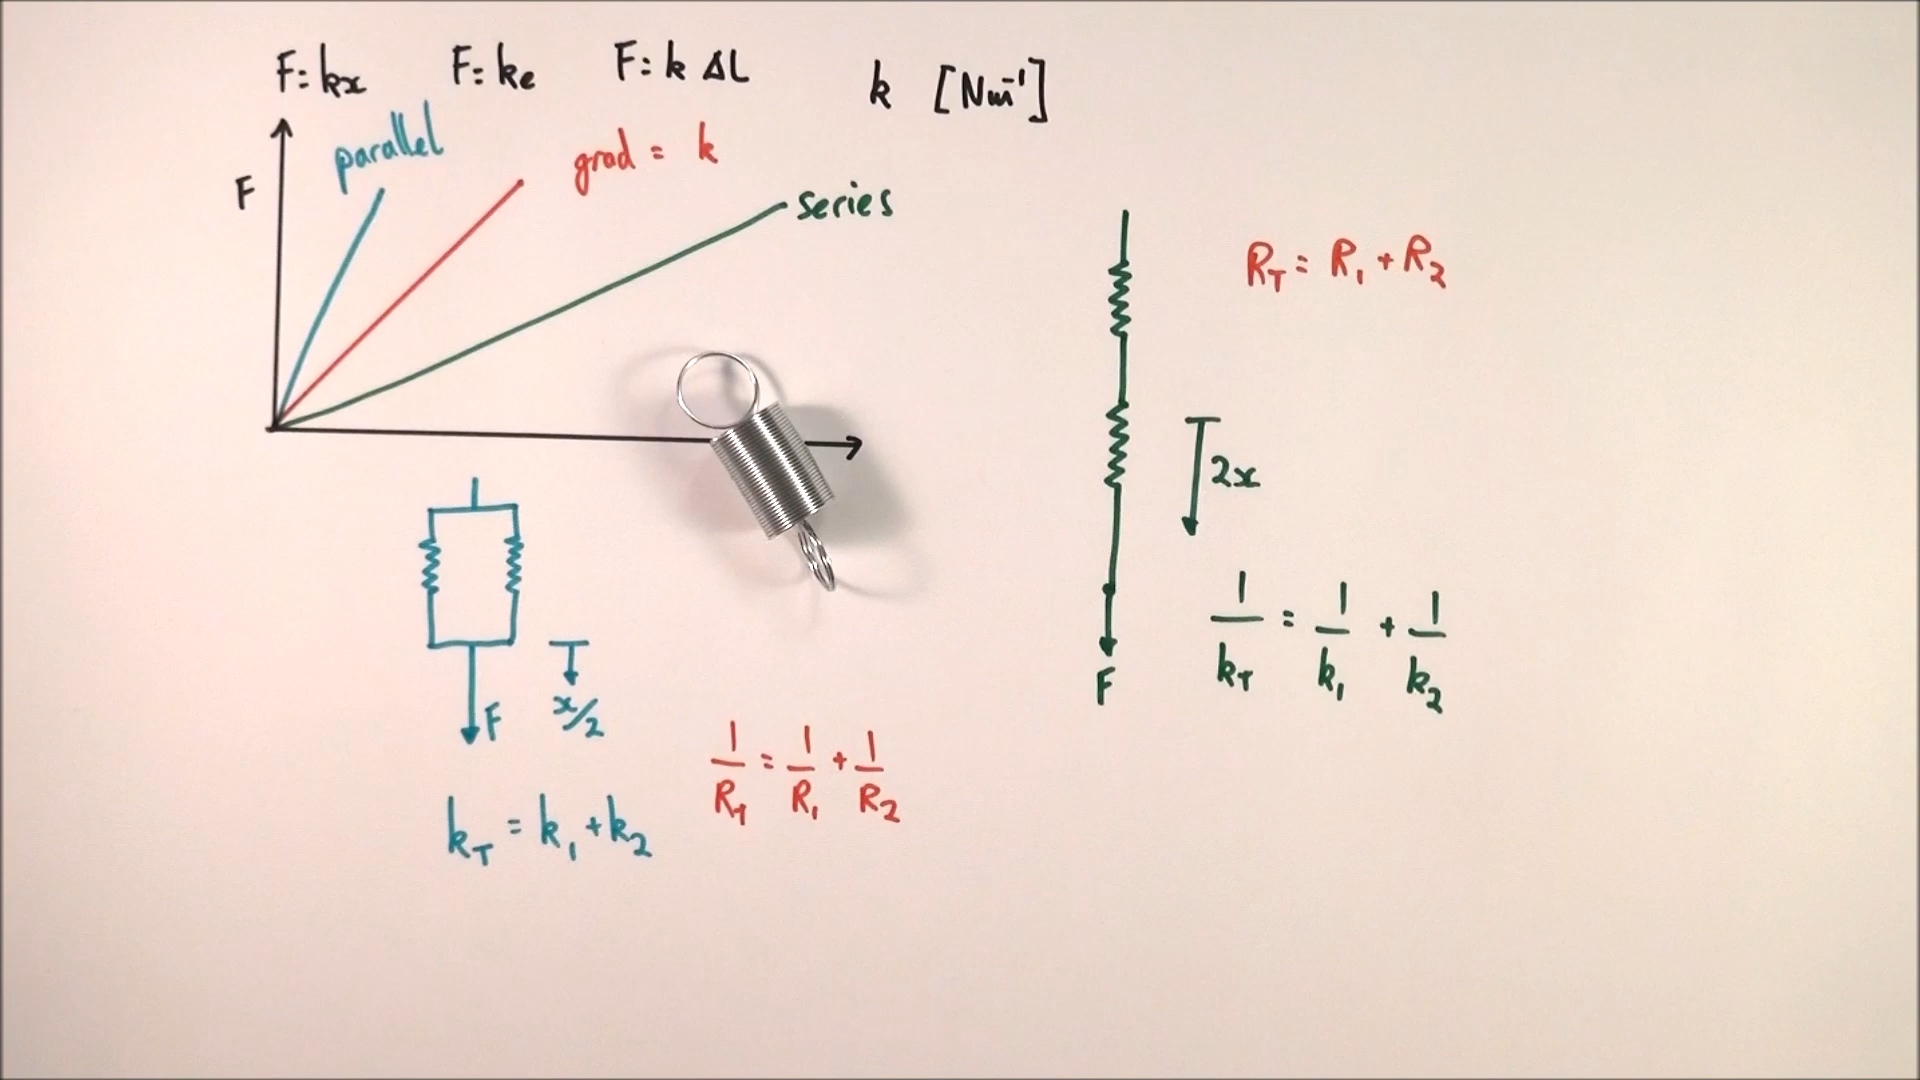 F = kx   F = ke   F = k ΔL   k [Nm⁻¹]
parallel
grad = k
F
series
R_T = R_1 + R_2
2x
1/k_T = 1/k_1 + 1/k_2
F
F
x/2
1/R_T = 1/R_1 + 1/R_2
k_T = k_1 + k_2